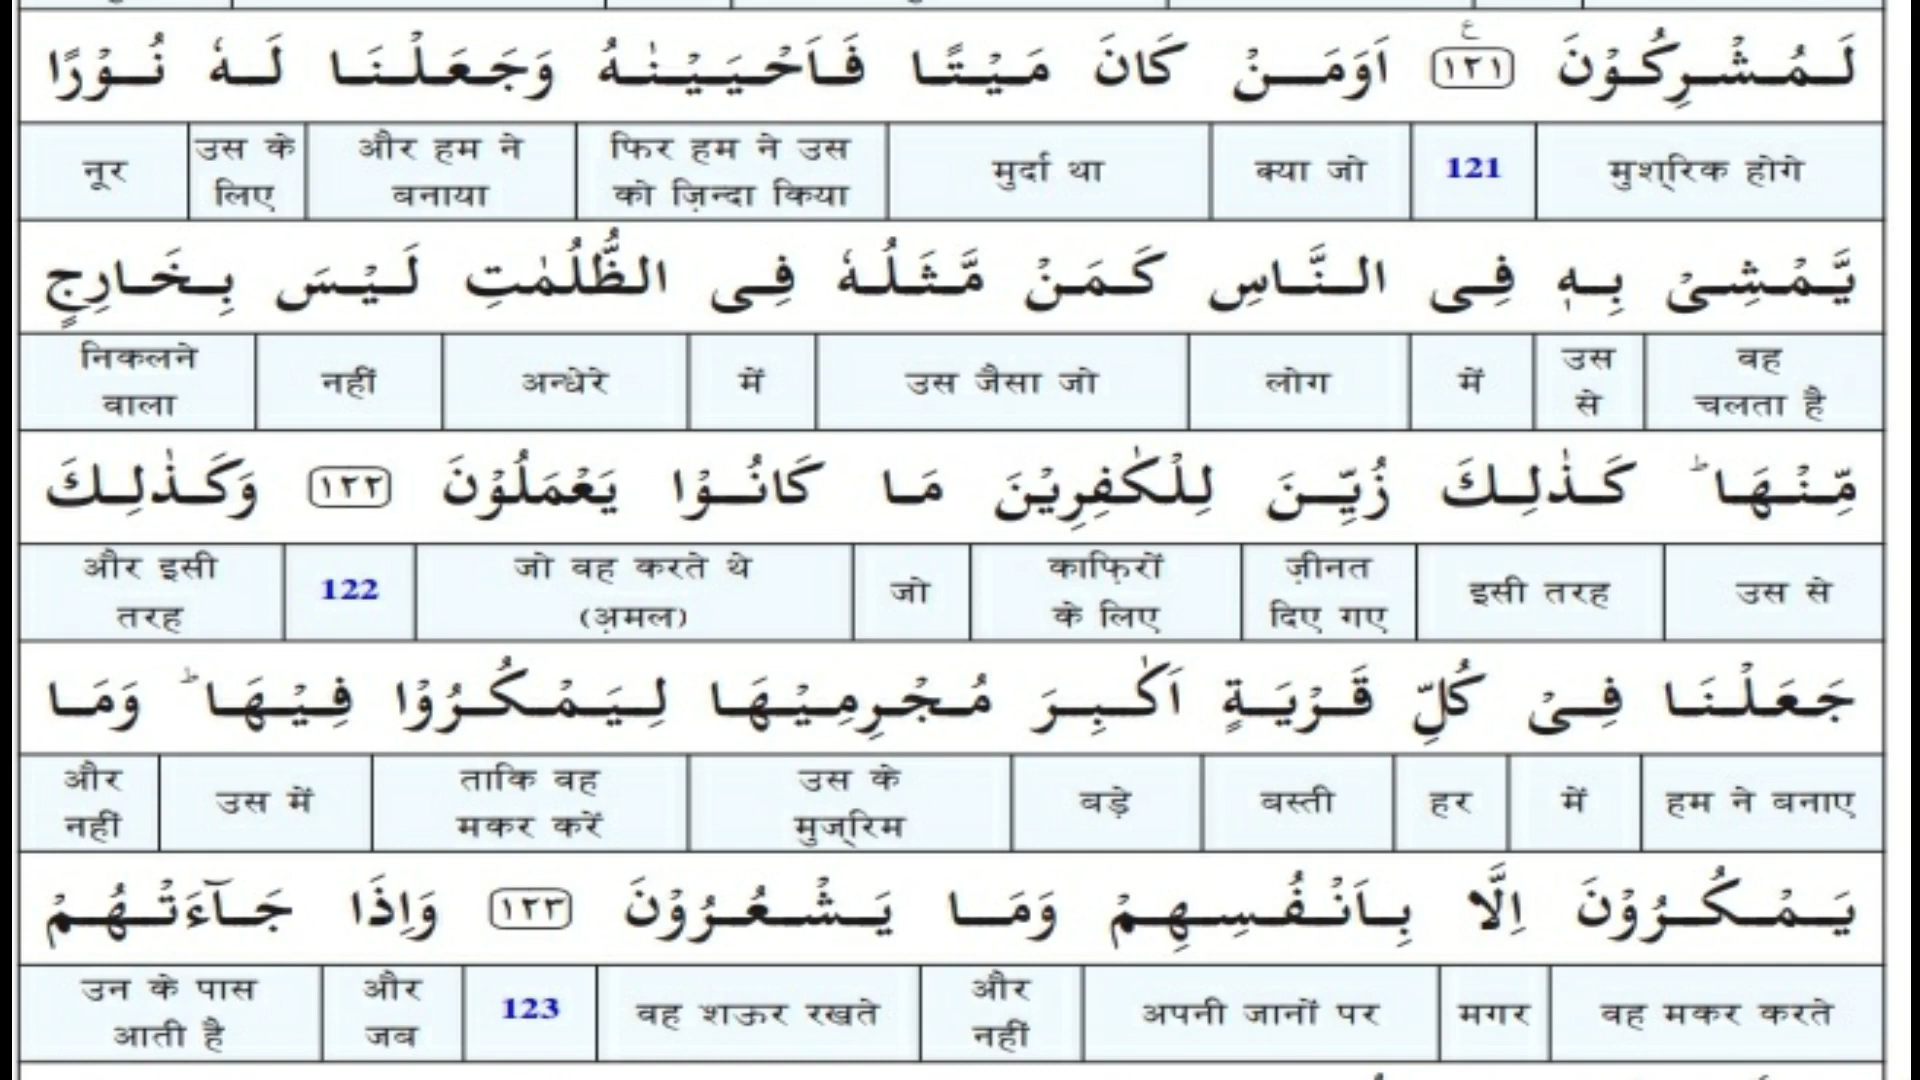 لَمُشْرِكُوْنَ ﴿١٢١﴾ اَوَمَنْ كَانَ مَيْتًا فَاَحْيَيْنٰهُ وَجَعَلْنَا لَهٗ نُوْرًا
मुश्रिक होगे 121 क्या जो मुर्दा था फिर हम ने उस को ज़िन्दा किया और हम ने बनाया उस के लिए नूर
يَّمْشِىْ بِهٖ فِى النَّاسِ كَمَنْ مَّثَلُهٗ فِى الظُّلُمٰتِ لَيْسَ بِخَارِجٍ
वह चलता है उस से में लोग उस जैसा जो में अन्धेरे नहीं निकलने वाला
مِّنْهَا ؕ كَذٰلِكَ زُيِّنَ لِلْكٰفِرِيْنَ مَا كَانُوْا يَعْمَلُوْنَ ﴿١٢٢﴾ وَكَذٰلِكَ
उस से इसी तरह ज़ीनत दिए गए काफ़िरों के लिए जो जो वह करते थे (अ़मल) 122 और इसी तरह
جَعَلْنَا فِىْ كُلِّ قَرْيَةٍ اَكٰبِرَ مُجْرِمِيْهَا لِيَمْكُرُوْا فِيْهَا ؕ وَمَا
हम ने बनाए में हर बस्ती बड़े उस के मुज्रिम ताकि वह मकर करें उस में और नहीं
يَمْكُرُوْنَ اِلَّا بِاَنْفُسِهِمْ وَمَا يَشْعُرُوْنَ ﴿١٢٣﴾ وَاِذَا جَآءَتْهُمْ
वह मकर करते मगर अपनी जानों पर और नहीं वह शऊर रखते 123 और जब उन के पास आती है